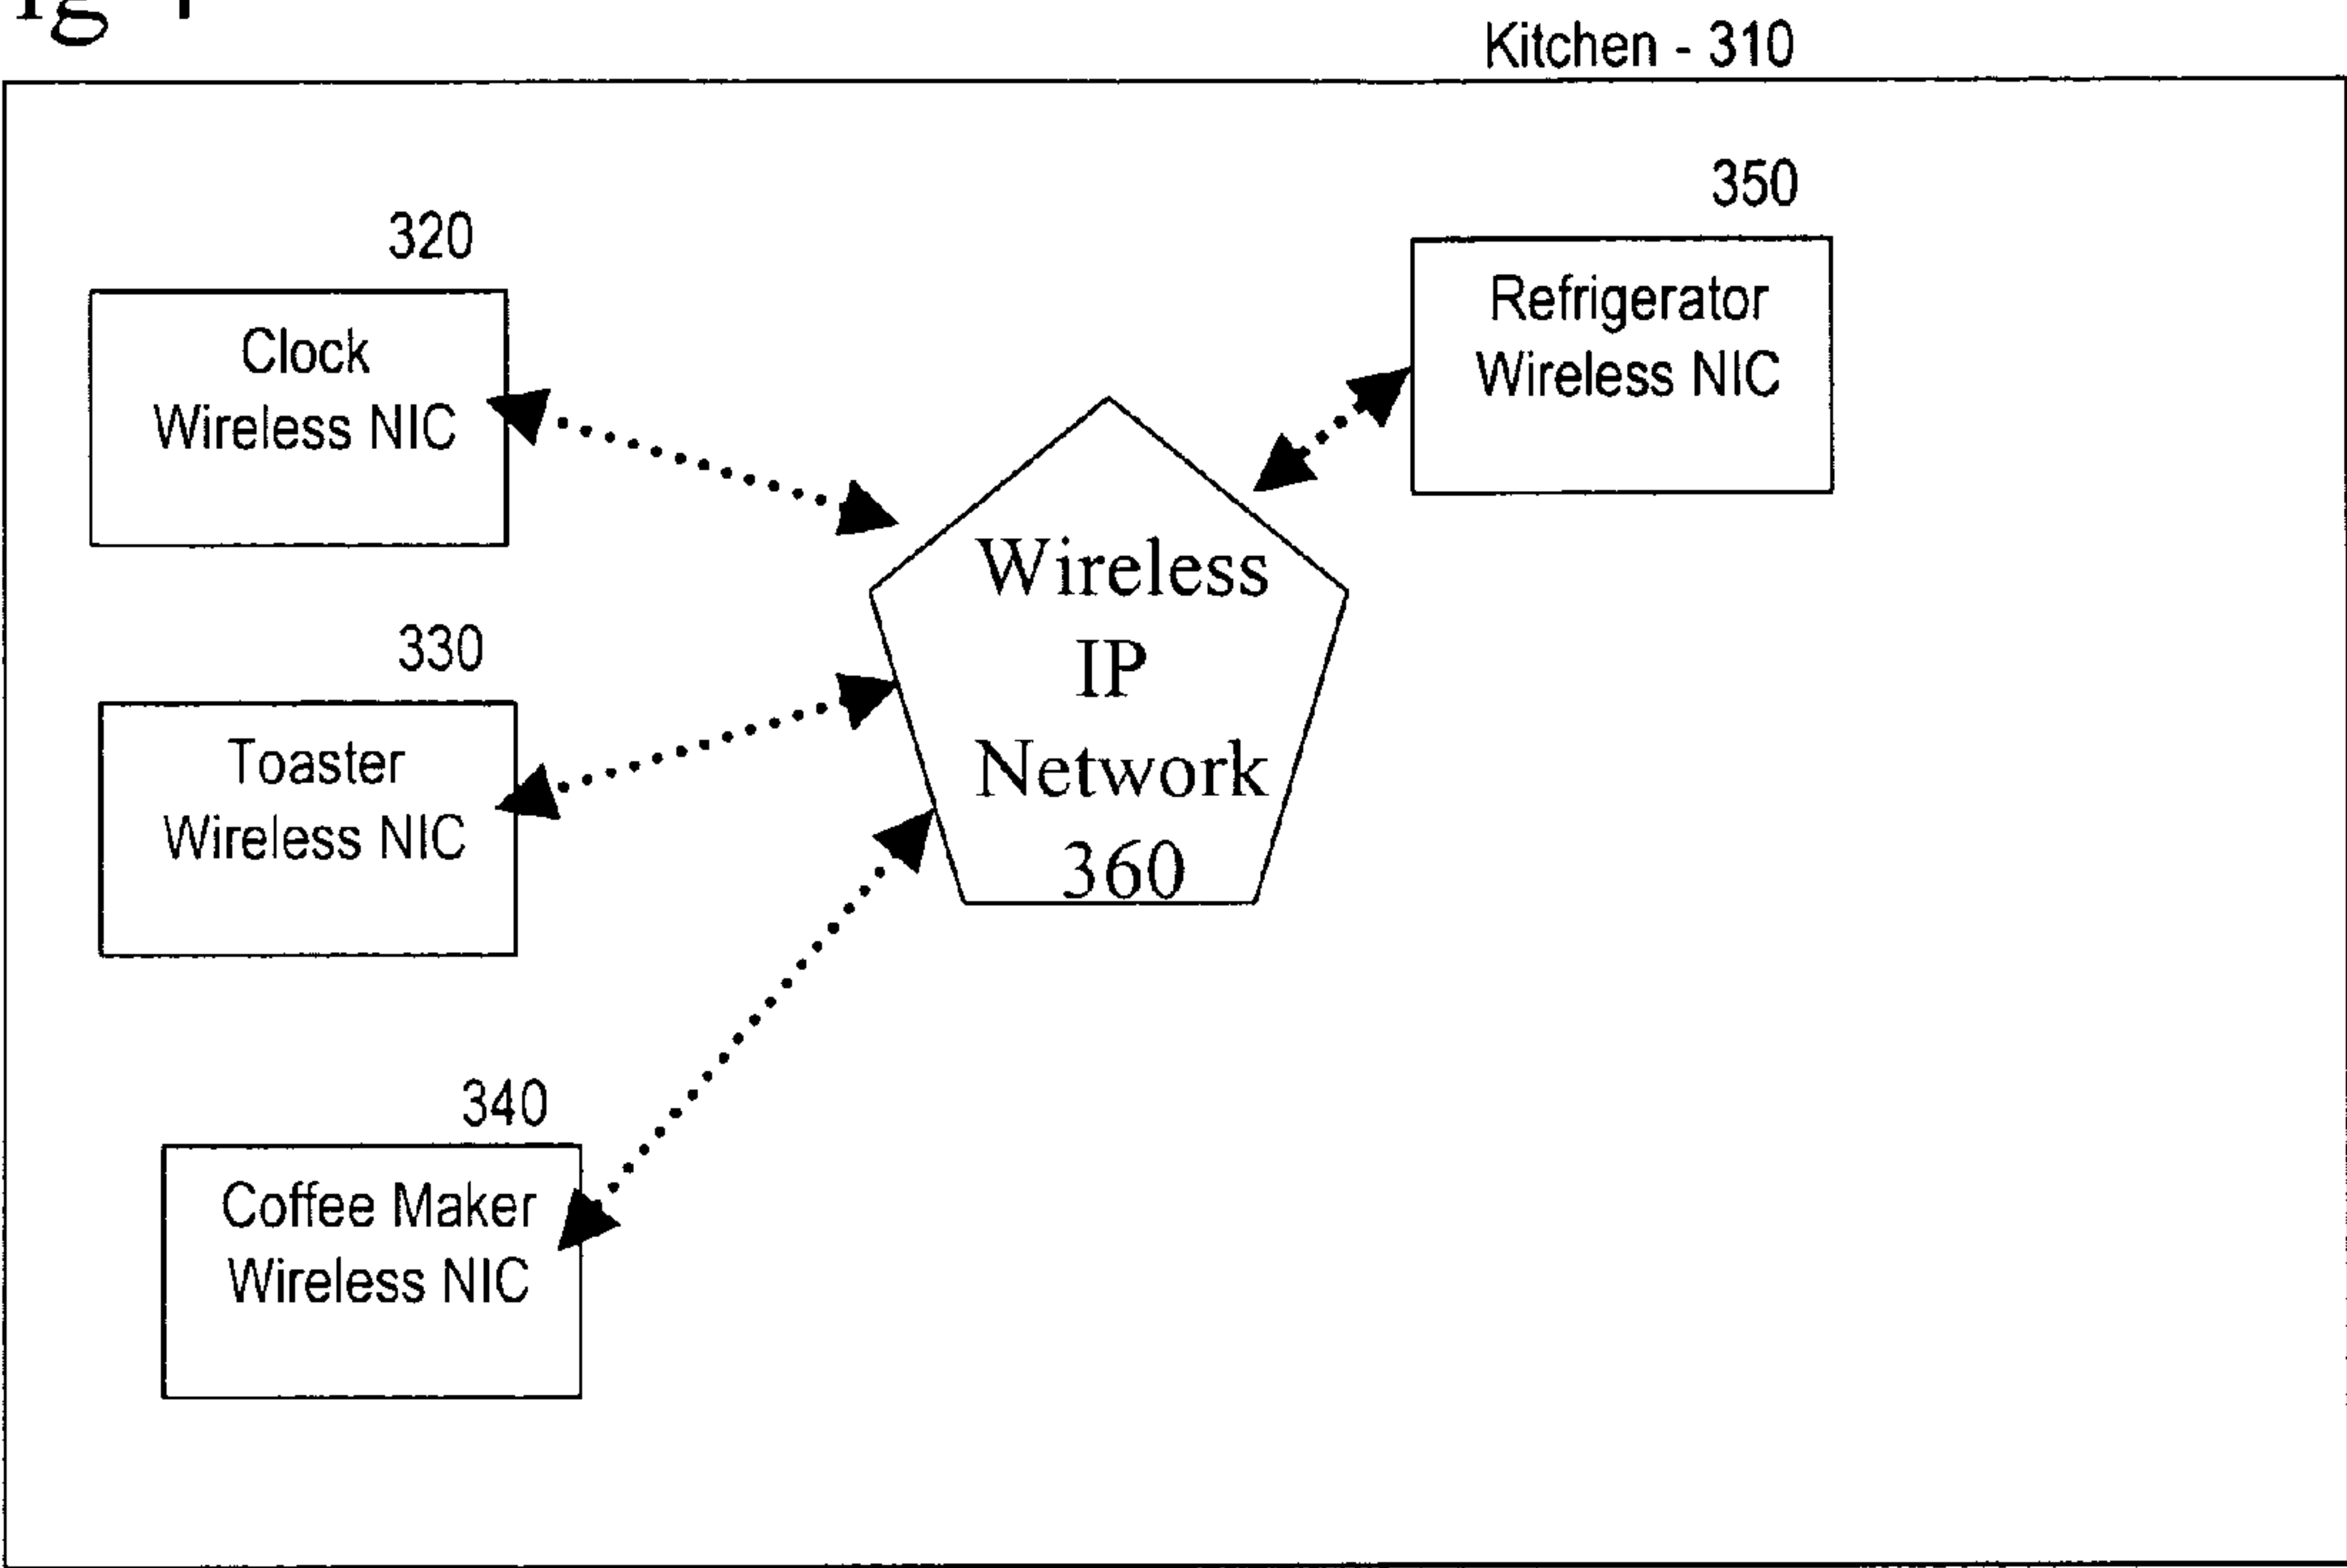 Kitchen - 310
350
320
Refrigerator
Wireless NIC
Clock
Wireless NIC
Wireless
IP
Network
360
330
Toaster
Wireless NIC
340
Coffee Maker
Wireless NIC